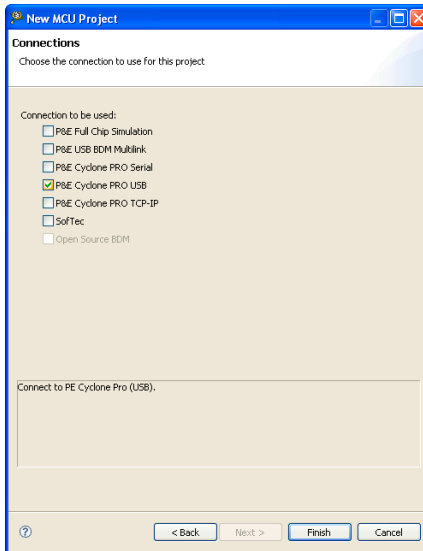 New MCU Project
Connections
Choose the connection to use for this project
Connection to be used:
P&E Full Chip Simulation
P&E USB BDM Multilink
P&E Cyclone PRO Serial
P&E Cyclone PRO USB
P&E Cyclone PRO TCP-IP
SofTec
Open Source BDM
Connect to PE Cyclone Pro (USB).
? < Back Next > Finish Cancel